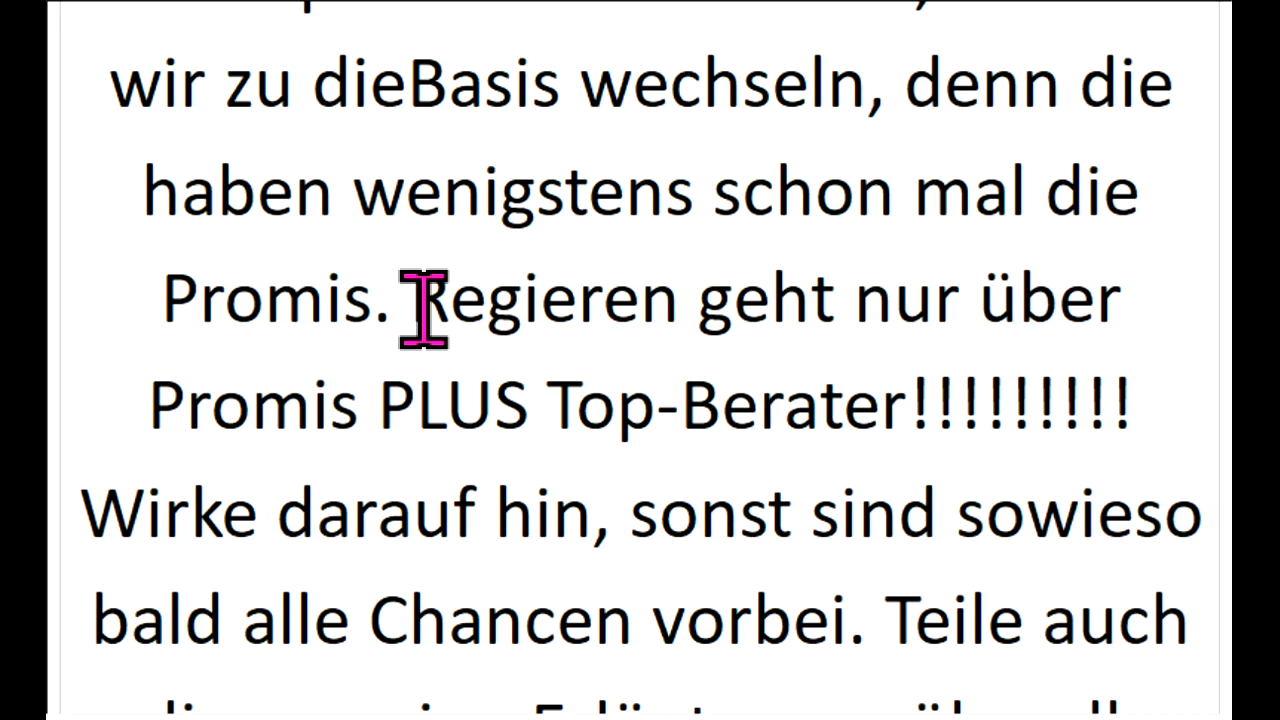 wir zu dieBasis wechseln, denn die
haben wenigstens schon mal die
Promis. Regieren geht nur über
Promis PLUS Top-Berater!!!!!!!!!
Wirke darauf hin, sonst sind sowieso
bald alle Chancen vorbei. Teile auch